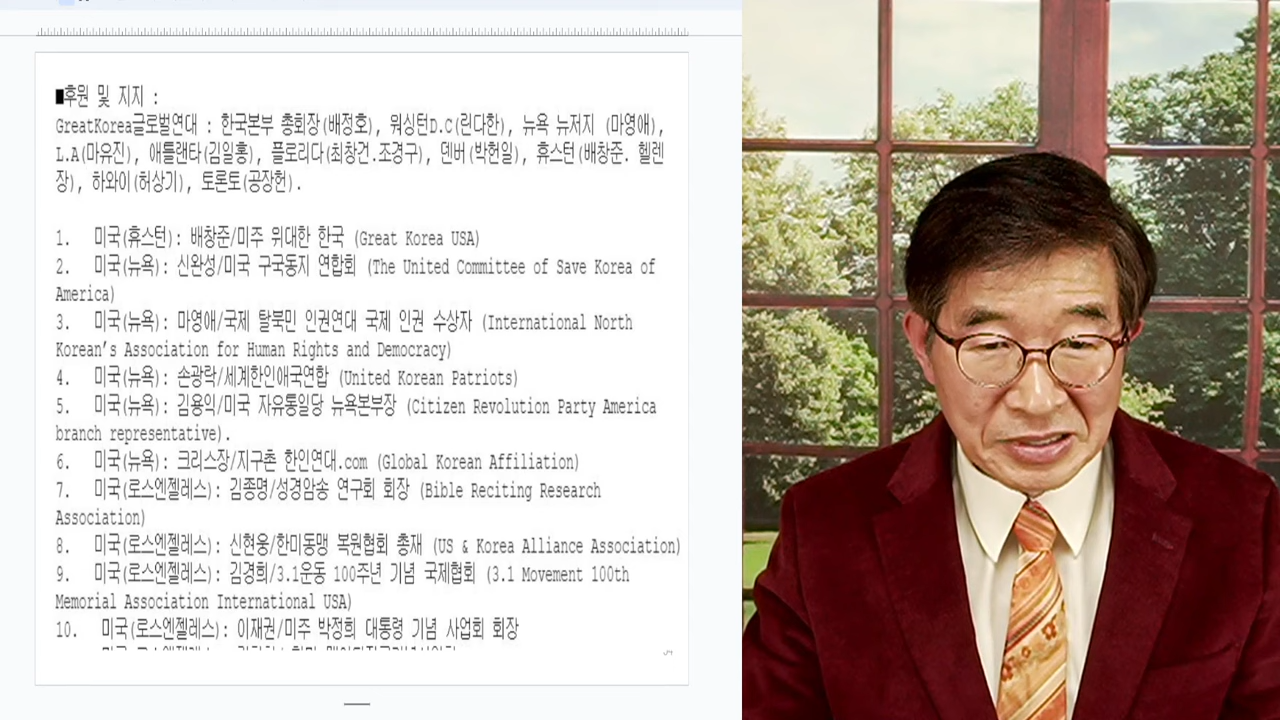 ■후원 및 지지 :
GreatKorea글로벌연대 : 한국본부 총회장(배정호), 워싱턴D.C(린다한), 뉴욕 뉴저지 (마영애),
L.A(마유진), 애틀랜타(김일홍), 플로리다(최창건.조경구), 덴버(박헌일), 휴스턴(배창준. 헬렌
장), 하와이(허상기), 토론토(공장헌).
1. 미국(휴스턴): 배창준/미주 위대한 한국 (Great Korea USA)
2. 미국(뉴욕): 신완성/미국 구국동지 연합회 (The United Committee of Save Korea of
America)
3. 미국(뉴욕): 마영애/국제 탈북민 인권연대 국제 인권 수상자 (International North
Korean's Association for Human Rights and Democracy)
4. 미국(뉴욕): 손광락/세계한인애국연합 (United Korean Patriots)
5. 미국(뉴욕): 김용익/미국 자유통일당 뉴욕본부장 (Citizen Revolution Party America
branch representative).
6. 미국(뉴욕): 크리스장/지구촌 한인연대.com (Global Korean Affiliation)
7. 미국(로스엔젤레스): 김종명/성경암송 연구회 회장 (Bible Reciting Research
Association)
8. 미국(로스엔젤레스): 신현웅/한미동맹 복원협회 총재 (US & Korea Alliance Association)
9. 미국(로스엔젤레스): 김경희/3.1운동 100주년 기념 국제협회 (3.1 Movement 100th
Memorial Association International USA)
10. 미국(로스엔젤레스): 이재권/미주 박정희 대통령 기념 사업회 회장